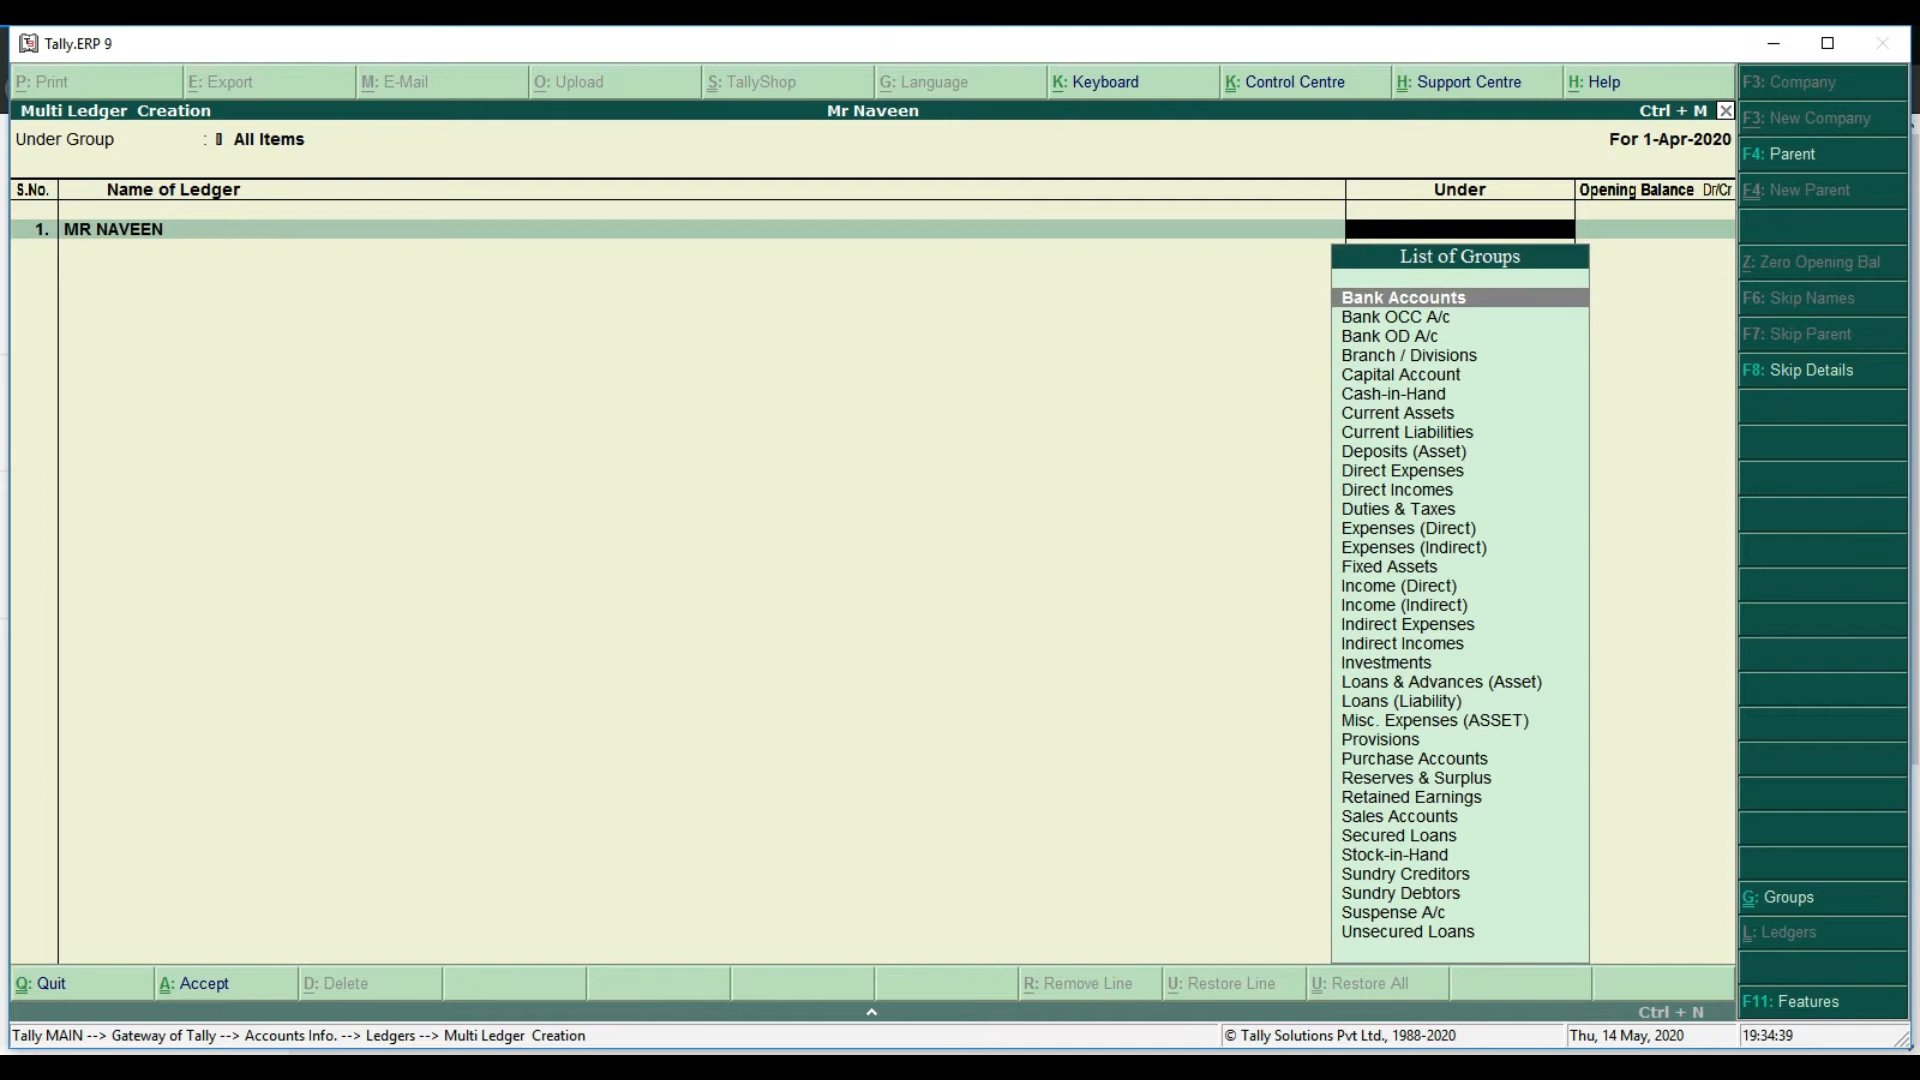 Tally.ERP 9
P: Print E: Export M: E-Mail O: Upload S: TallyShop G: Language K: Keyboard K: Control Centre H: Support Centre H: Help
Multi Ledger Creation Mr Naveen Ctrl + M
Under Group : All Items For 1-Apr-2020
S.No. Name of Ledger Under Opening Balance Dr/Cr
1. MR NAVEEN
List of Groups
Bank Accounts
Bank OCC A/c
Bank OD A/c
Branch / Divisions
Capital Account
Cash-in-Hand
Current Assets
Current Liabilities
Deposits (Asset)
Direct Expenses
Direct Incomes
Duties & Taxes
Expenses (Direct)
Expenses (Indirect)
Fixed Assets
Income (Direct)
Income (Indirect)
Indirect Expenses
Indirect Incomes
Investments
Loans & Advances (Asset)
Loans (Liability)
Misc. Expenses (ASSET)
Provisions
Purchase Accounts
Reserves & Surplus
Retained Earnings
Sales Accounts
Secured Loans
Stock-in-Hand
Sundry Creditors
Sundry Debtors
Suspense A/c
Unsecured Loans
F3: Company
F3: New Company
F4: Parent
F4: New Parent
Z: Zero Opening Bal
F6: Skip Names
F7: Skip Parent
F8: Skip Details
G: Groups
L: Ledgers
F11: Features
Q: Quit A: Accept D: Delete R: Remove Line U: Restore Line U: Restore All
Ctrl + N
Tally MAIN --> Gateway of Tally --> Accounts Info. --> Ledgers --> Multi Ledger Creation © Tally Solutions Pvt Ltd., 1988-2020 Thu, 14 May, 2020 19:34:39